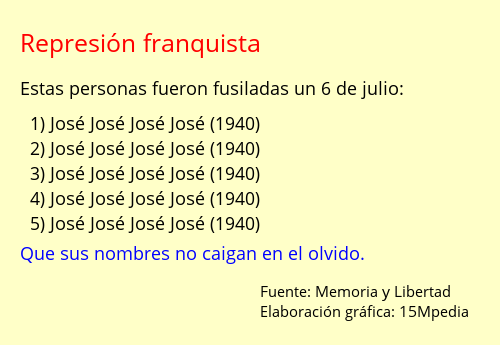 Represión franquista
Estas personas fueron fusiladas un 6 de julio:
1) José José José José (1940)
2) José José José José (1940)
3) José José José José (1940)
4) José José José José (1940)
5) José José José José (1940)
Que sus nombres no caigan en el olvido.
Fuente: Memoria y Libertad
Elaboración gráfica: 15Mpedia